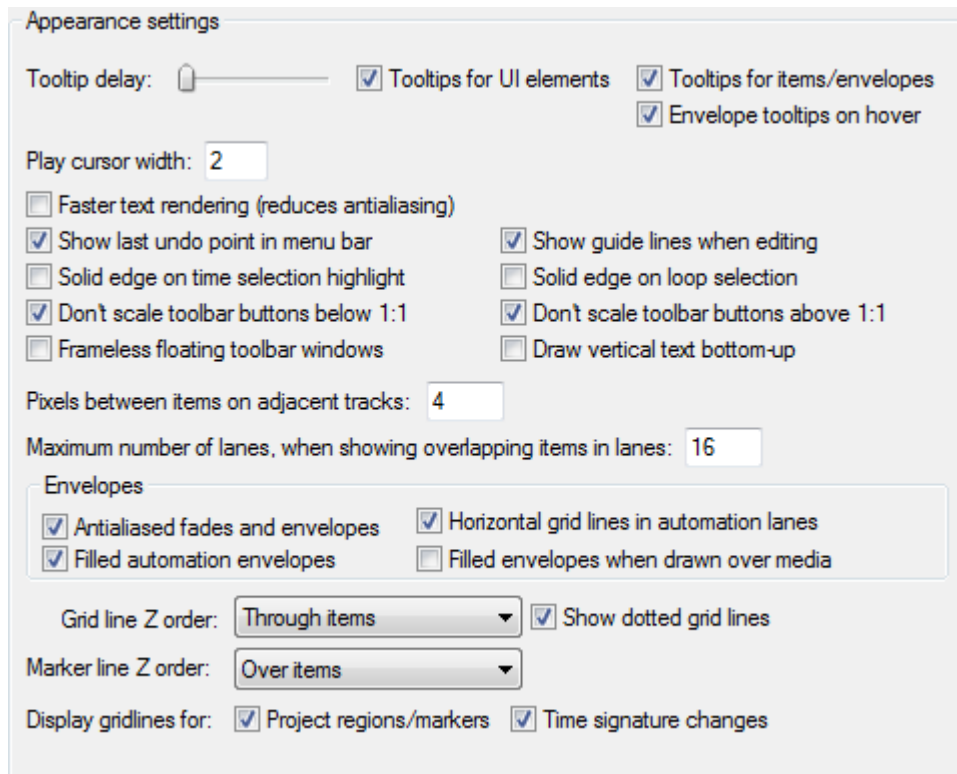 Appearance settings
Tooltip delay: Tooltips for UI elements Tooltips for items/envelopes
Envelope tooltips on hover
Play cursor width: 2
Faster text rendering (reduces antialiasing)
Show last undo point in menu bar Show guide lines when editing
Solid edge on time selection highlight Solid edge on loop selection
Don't scale toolbar buttons below 1:1 Don't scale toolbar buttons above 1:1
Frameless floating toolbar windows Draw vertical text bottom-up
Pixels between items on adjacent tracks: 4
Maximum number of lanes, when showing overlapping items in lanes: 16
Envelopes
Antialiased fades and envelopes Horizontal grid lines in automation lanes
Filled automation envelopes Filled envelopes when drawn over media
Grid line Z order: Through items Show dotted grid lines
Marker line Z order: Over items
Display gridlines for: Project regions/markers Time signature changes